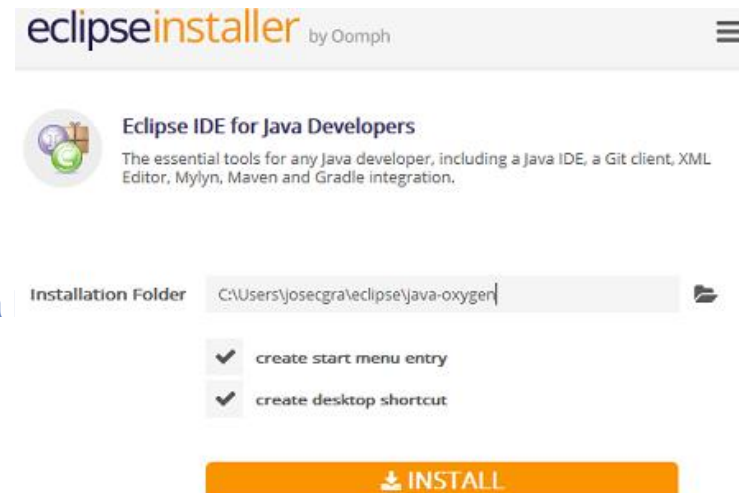 eclipseinstaller by Oomph
Eclipse IDE for Java Developers
The essential tools for any Java developer, including a Java IDE, a Git client, XML
Editor, Mylyn, Maven and Gradle integration.
Installation Folder C:\Users\josecgra\eclipse\java-oxygen
create start menu entry
create desktop shortcut
INSTALL